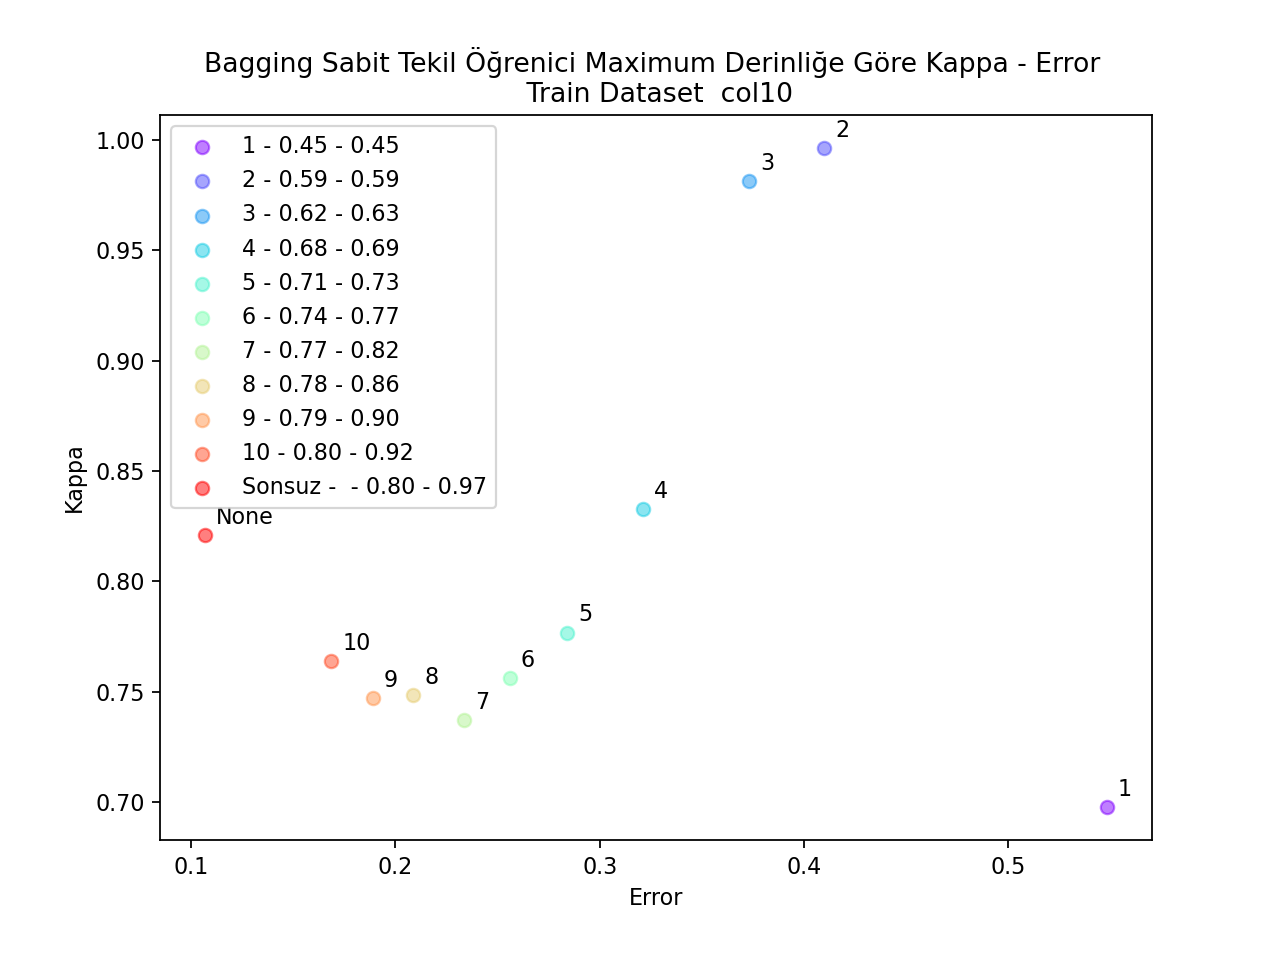 Bagging Sabit Tekil Öğrenici Maximum Derinliğe Göre Kappa - Error
Train Dataset  col10
1.00
0.95
0.90
0.85
0.80
0.75
0.70
Kappa
1 - 0.45 - 0.45
2 - 0.59 - 0.59
3 - 0.62 - 0.63
4 - 0.68 - 0.69
5 - 0.71 - 0.73
6 - 0.74 - 0.77
7 - 0.77 - 0.82
8 - 0.78 - 0.86
9 - 0.79 - 0.90
10 - 0.80 - 0.92
Sonsuz -  - 0.80 - 0.97
2
3
4
None
5
10
6
9
8
7
1
0.1
0.2
0.3
0.4
0.5
Error